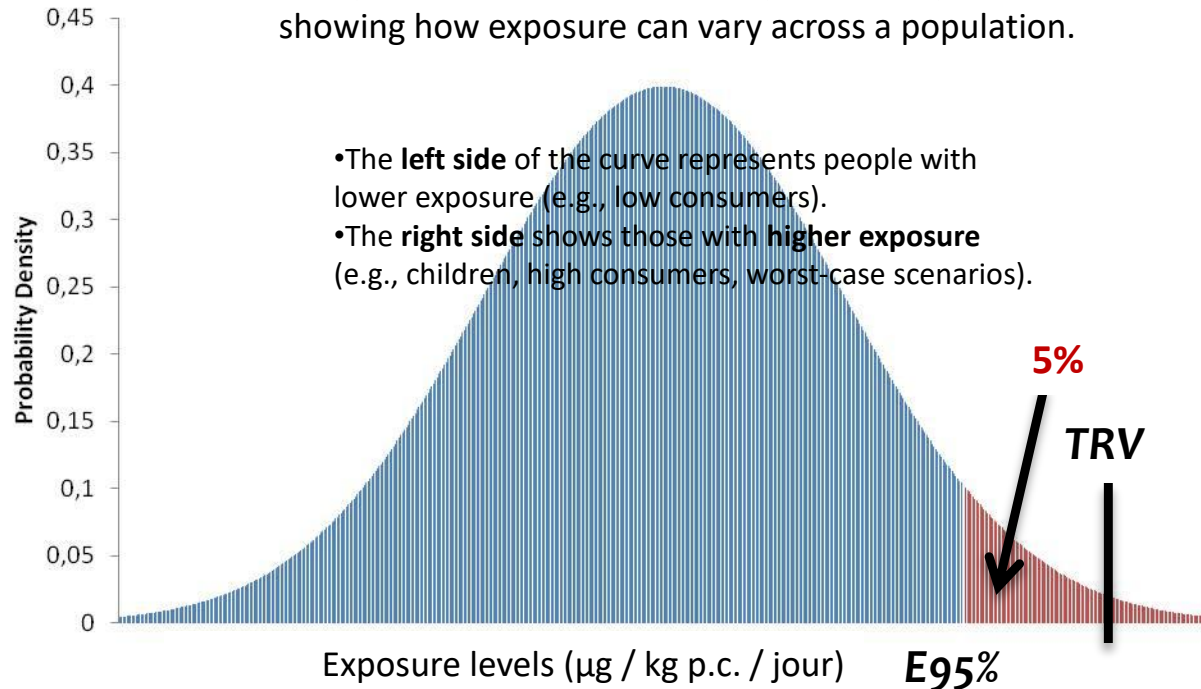 showing how exposure can vary across a population.
0,45
0,4
0,35
0,3
0,25
0,2
0,15
0,1
0,05
0
Probability Density
•The left side of the curve represents people with
lower exposure (e.g., low consumers).
•The right side shows those with higher exposure
(e.g., children, high consumers, worst-case scenarios).
5%
TRV
Exposure levels (µg / kg p.c. / jour)
E95%